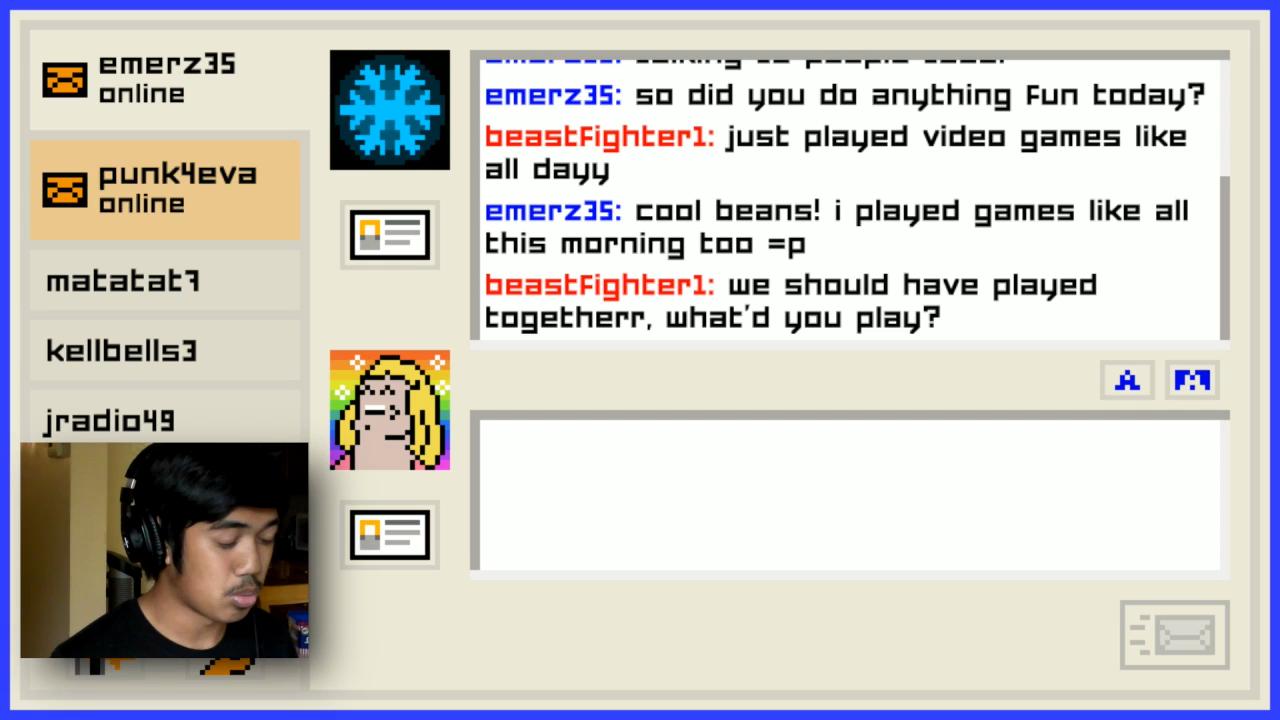 emerz35
online
punk4eva
online
matatat7
kellbells3
jradio49
emerz35: so did you do anything fun today?
beastfighter1: just played video games like
all dayy
emerz35: cool beans! i played games like all
this morning too =p
beastfighter1: we should have played
togetherr, what'd you play?
A
A